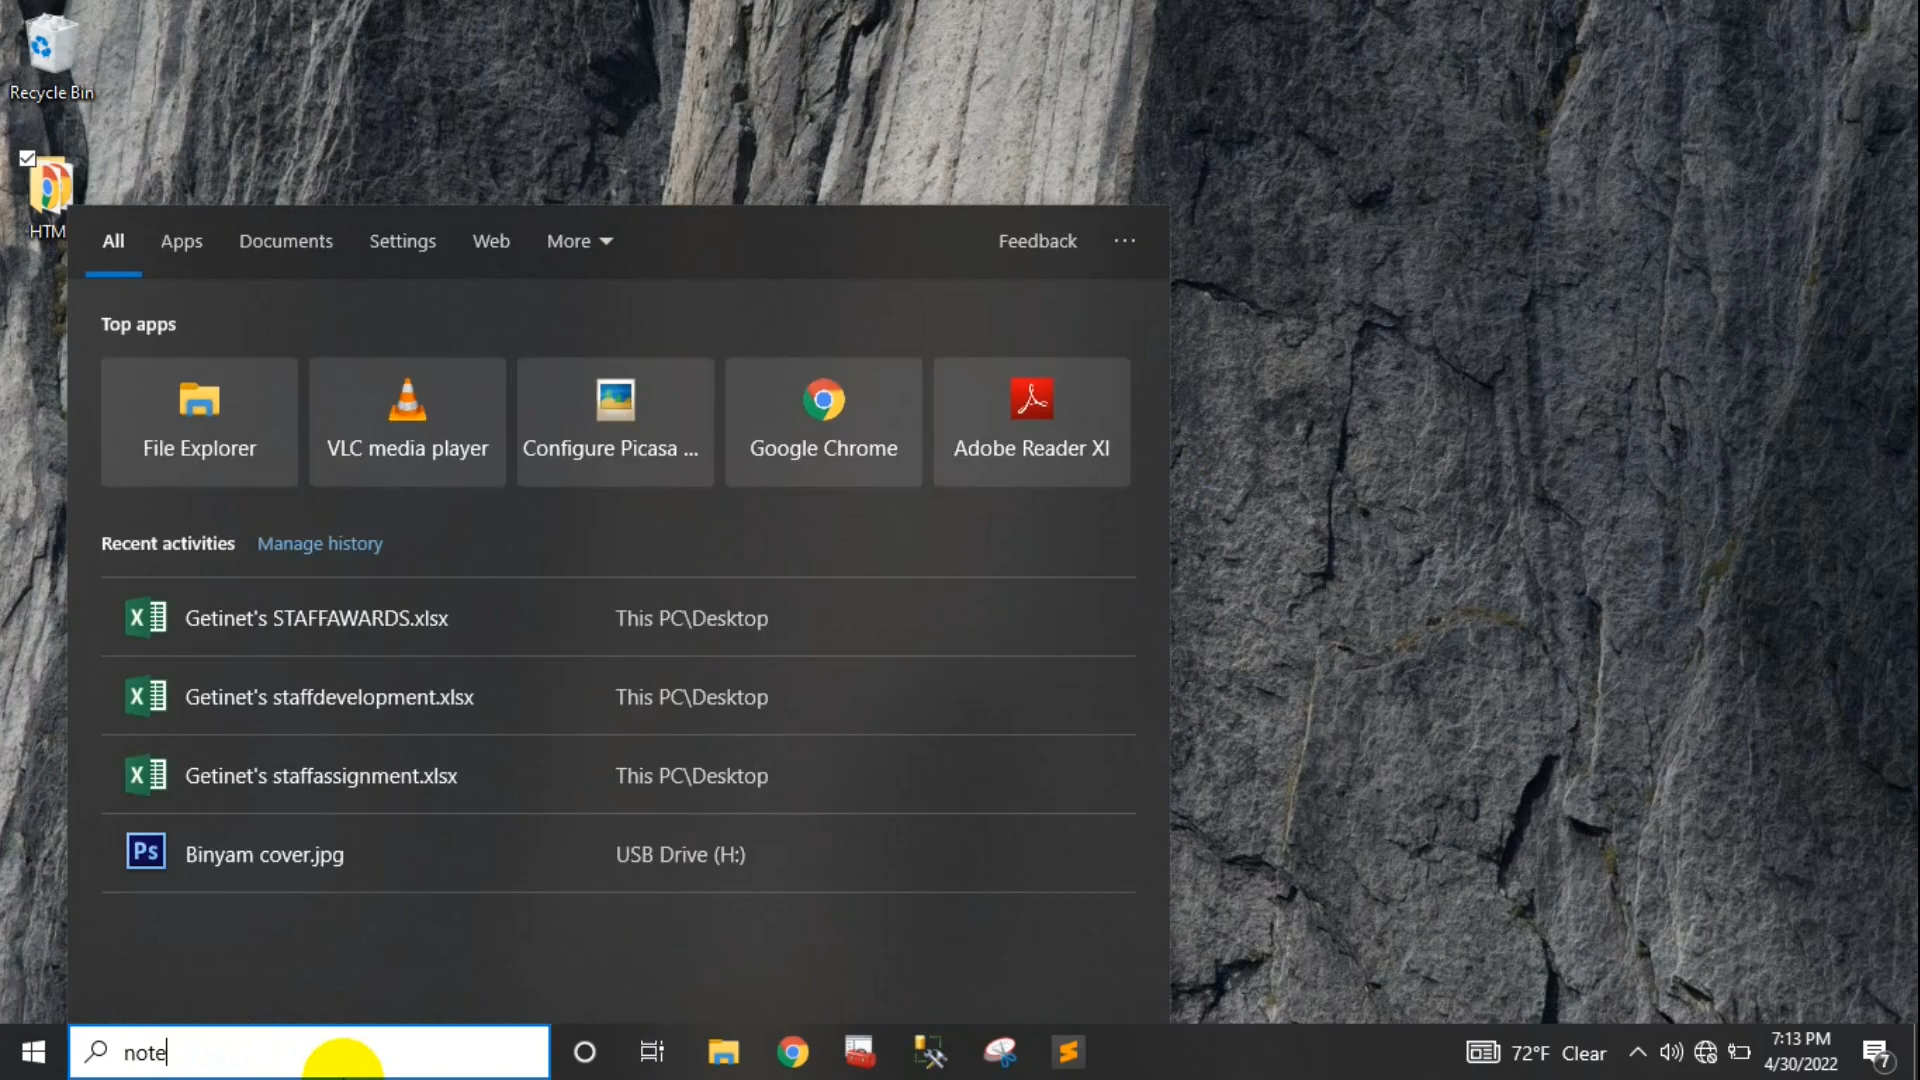 Recycle Bin
HTM
All Apps Documents Settings Web More Feedback ...
Top apps
File Explorer VLC media player Configure Picasa ... Google Chrome Adobe Reader XI
Recent activities Manage history
Getinet's STAFFAWARDS.xlsx This PC\Desktop
Getinet's staffdevelopment.xlsx This PC\Desktop
Getinet's staffassignment.xlsx This PC\Desktop
Ps Binyam cover.jpg USB Drive (H:)
note
72°F Clear
7:13 PM
4/30/2022
7